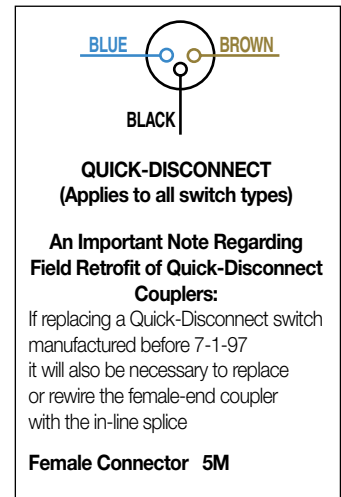 BLUE BROWN
BLACK
QUICK-DISCONNECT
(Applies to all switch types)
An Important Note Regarding
Field Retrofit of Quick-Disconnect
Couplers:
If replacing a Quick-Disconnect switch
manufactured before 7-1-97
it will also be necessary to replace
or rewire the female-end coupler
with the in-line splice
Female Connector 5M